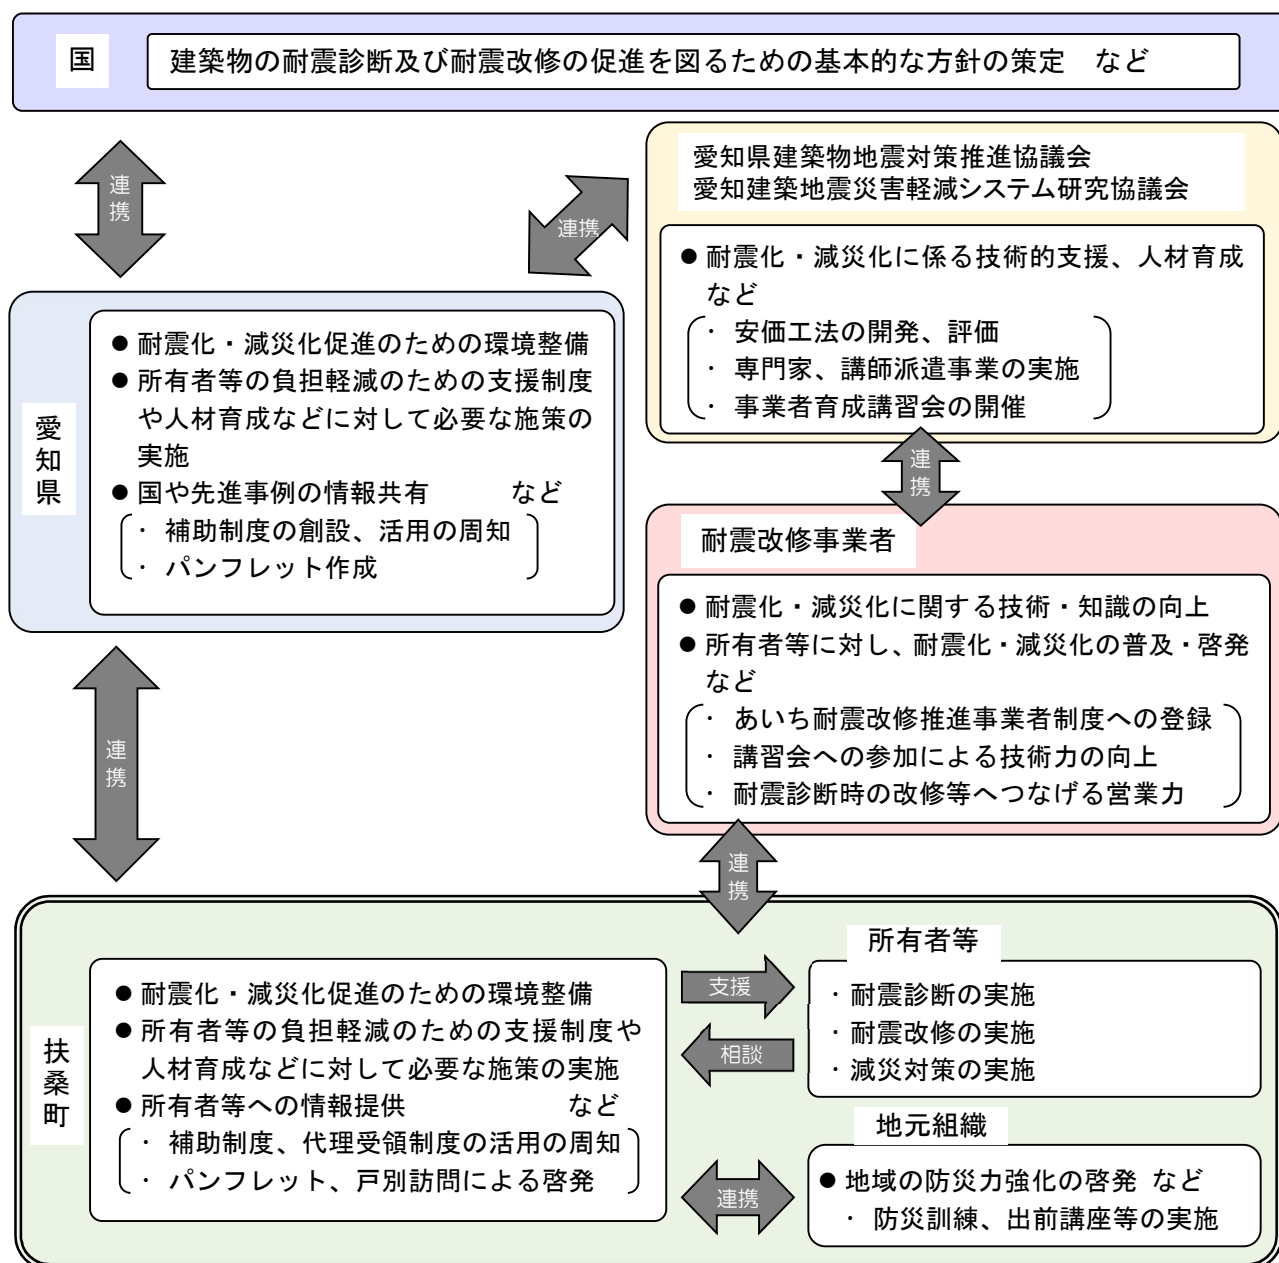 国
建築物の耐震診断及び耐震改修の促進を図るための基本的な方針の策定　など
連携
連携
愛知県建築物地震対策推進協議会
愛知建築地震災害軽減システム研究協議会
●耐震化・減災化に係る技術的支援、人材育成
など
・ 安価工法の開発、評価
・ 専門家、講師派遣事業の実施
・ 事業者育成講習会の開催
愛知県
●耐震化・減災化促進のための環境整備
●所有者等の負担軽減のための支援制度
や人材育成などに対して必要な施策の
実施
●国や先進事例の情報共有　　　など
・ 補助制度の創設、活用の周知
・ パンフレット作成
連携
耐震改修事業者
●耐震化・減災化に関する技術・知識の向上
●所有者等に対し、耐震化・減災化の普及・啓発
など
・ あいち耐震改修推進事業者制度への登録
・ 講習会への参加による技術力の向上
・ 耐震診断時の改修等へつなげる営業力
連携
連携
扶桑町
●耐震化・減災化促進のための環境整備
●所有者等の負担軽減のための支援制度や
人材育成などに対して必要な施策の実施
●所有者等への情報提供　　　　　　など
・ 補助制度、代理受領制度の活用の周知
・ パンフレット、戸別訪問による啓発
支援
相談
所有者等
・耐震診断の実施
・耐震改修の実施
・減災対策の実施
連携
地元組織
●地域の防災力強化の啓発 など
・ 防災訓練、出前講座等の実施